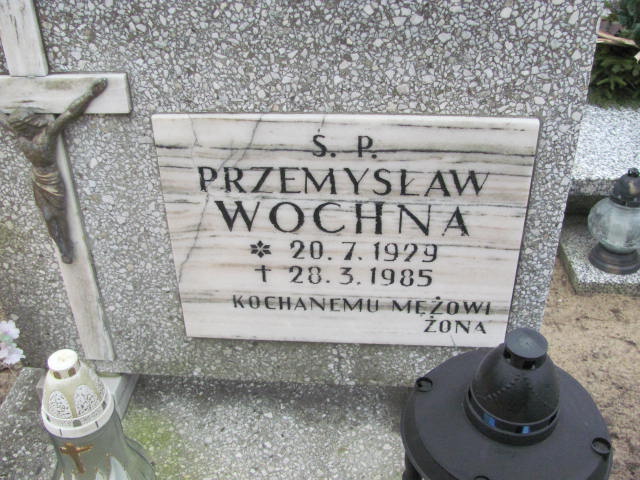 Ś. P.
PRZEMYSŁAW
WOCHNA
* 20.7.1929
† 28.3.1985
KOCHANEMU MĘŻOWI
ŻONA